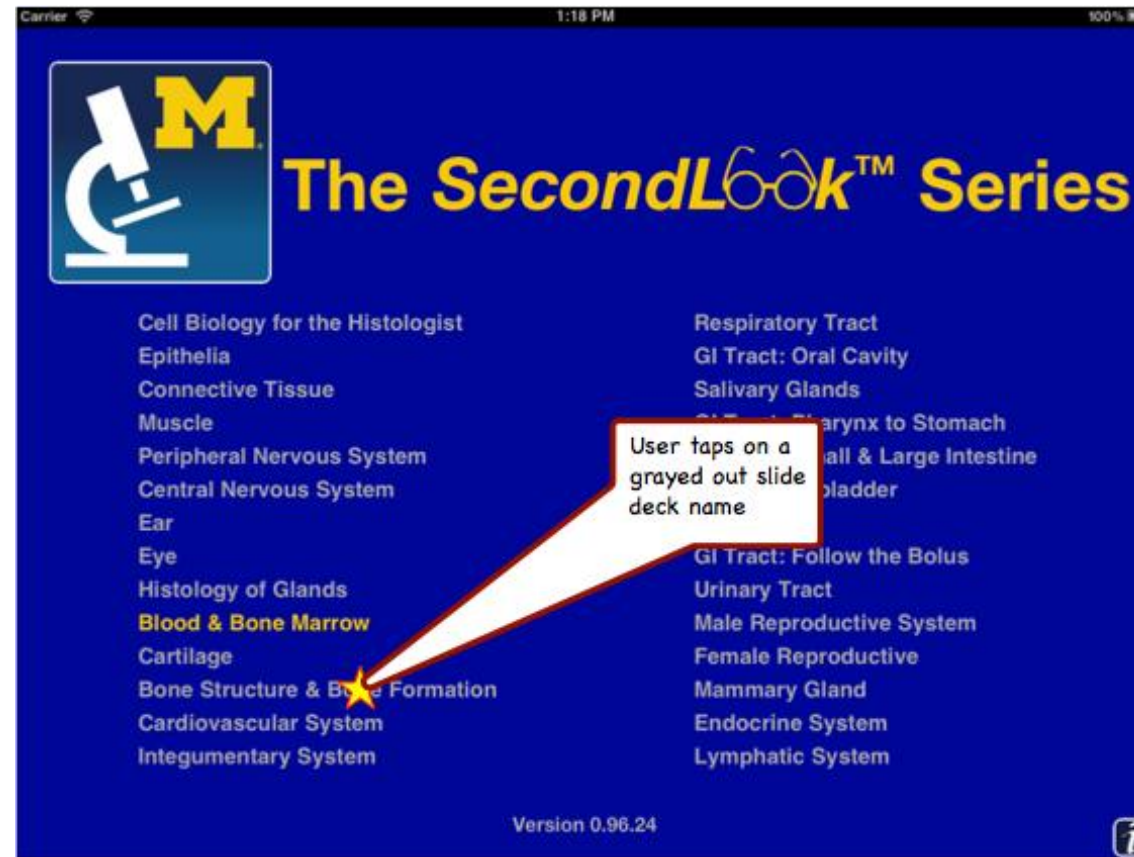 Carrier
1:18 PM
100%
M
The SecondLook™ Series
Cell Biology for the Histologist
Epithelia
Connective Tissue
Muscle
Peripheral Nervous System
Central Nervous System
Ear
Eye
Histology of Glands
Blood & Bone Marrow
Cartilage
Bone Structure & Formation
Cardiovascular System
Integumentary System
Respiratory Tract
GI Tract: Oral Cavity
Salivary Glands
to Stomach
& Large Intestine
GI Tract: Follow the Bolus
Urinary Tract
Male Reproductive System
Female Reproductive
Mammary Gland
Endocrine System
Lymphatic System
User taps on a
grayed out slide
deck name
Version 0.96.24